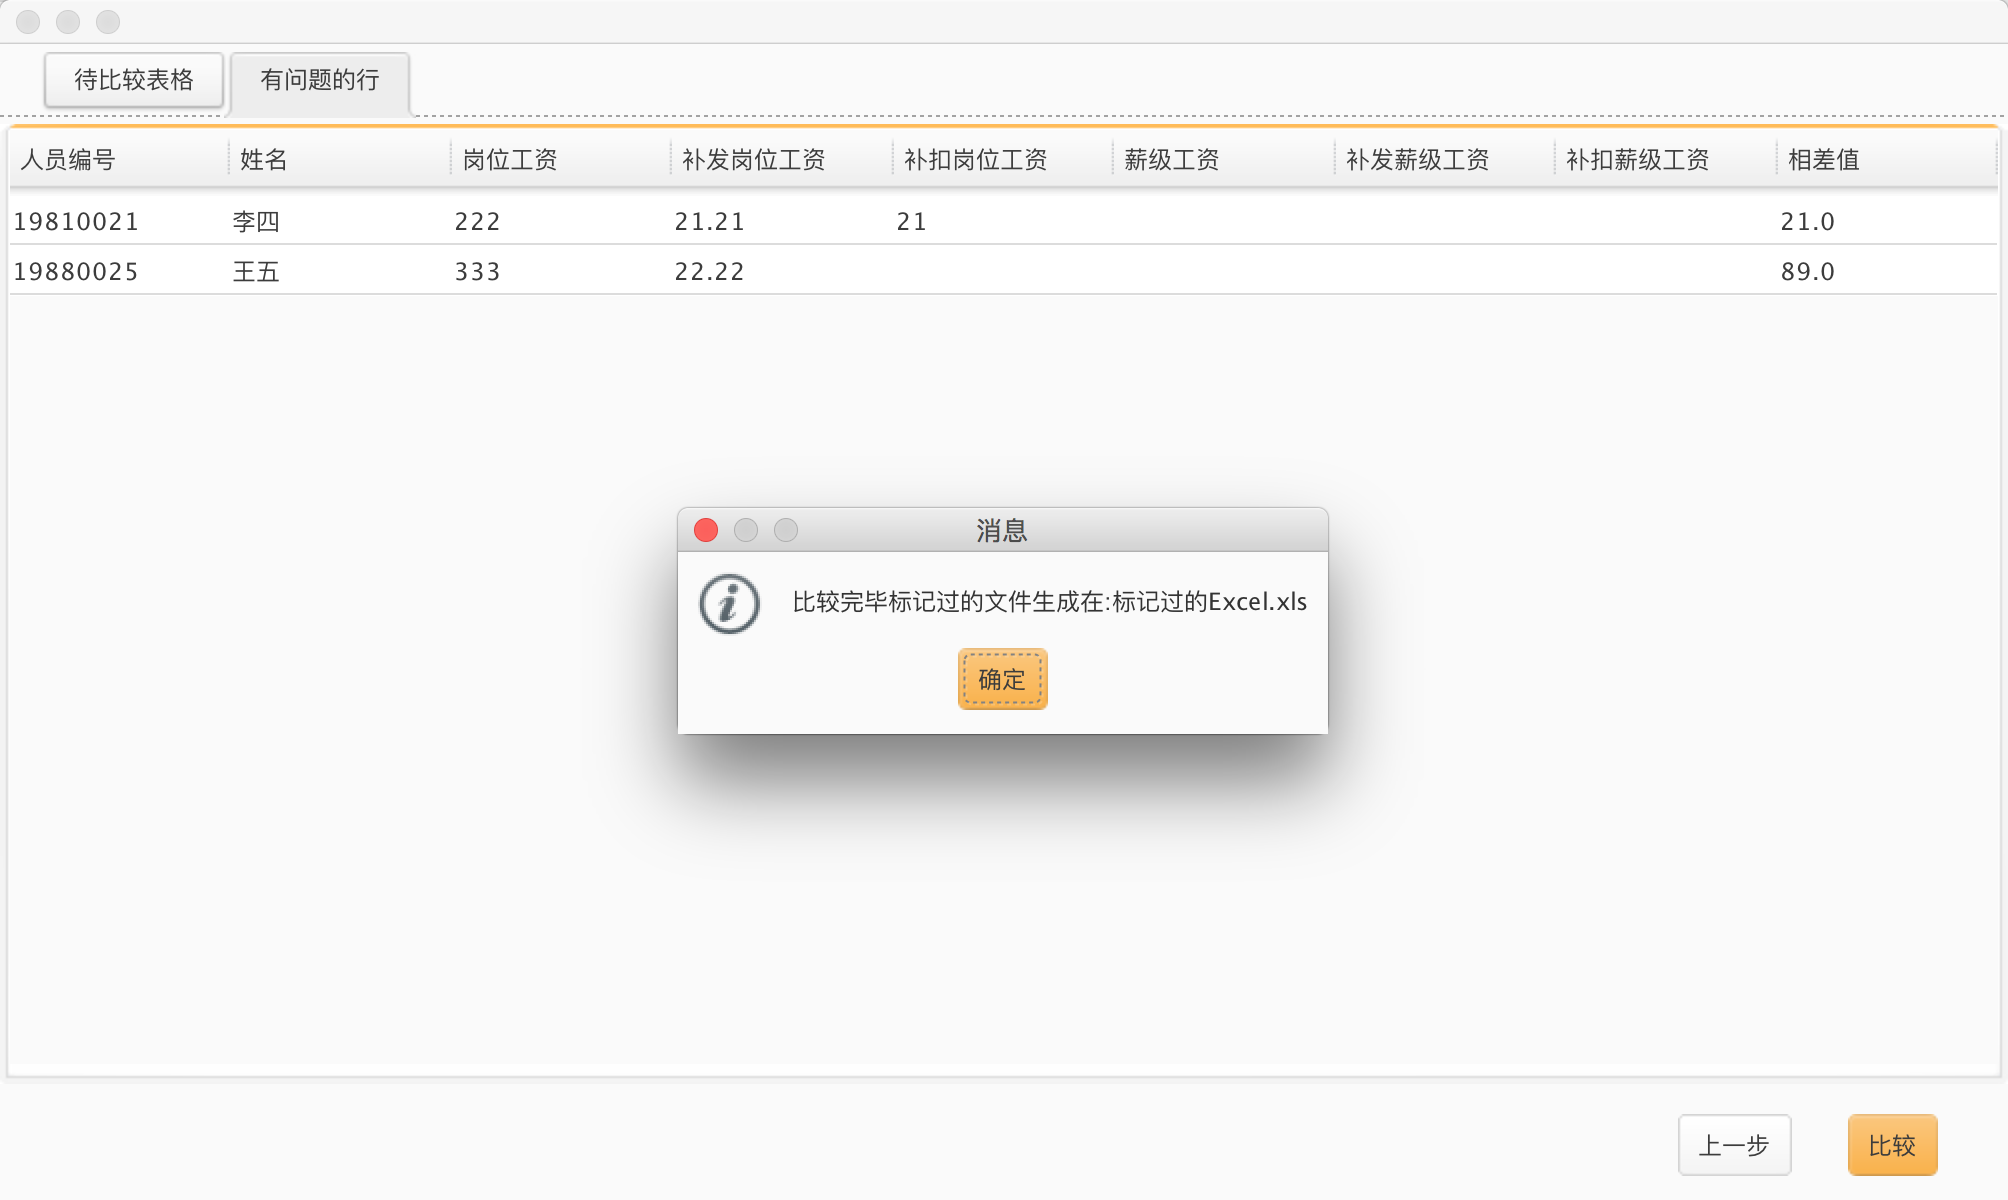 待比较表格 有问题的行
人员编号 姓名 岗位工资 补发岗位工资 补扣岗位工资 薪级工资 补发薪级工资 补扣薪级工资 相差值
19810021 李四 222 21.21 21 21.0
19880025 王五 333 22.22 89.0
消息
比较完毕标记过的文件生成在:标记过的Excel.xls
确定
上一步 比较